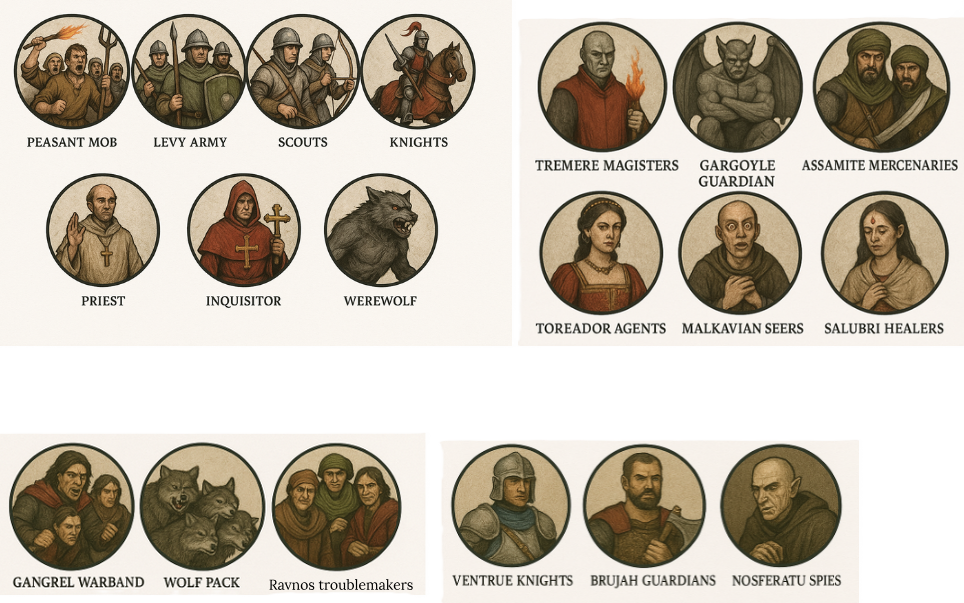 PEASANT MOB
LEVY ARMY
SCOUTS
KNIGHTS
PRIEST
INQUISITOR
WEREWOLF
TREMERE MAGISTERS
GARGOYLE
GUARDIAN
ASSAMITE MERCENARIES
TOREADOR AGENTS
MALKAVIAN SEERS
SALUBRI HEALERS
GANGREL WARBAND
WOLF PACK
Ravnos troublemakers
VENTRUE KNIGHTS
BRUJAH GUARDIANS
NOSFERATU SPIES